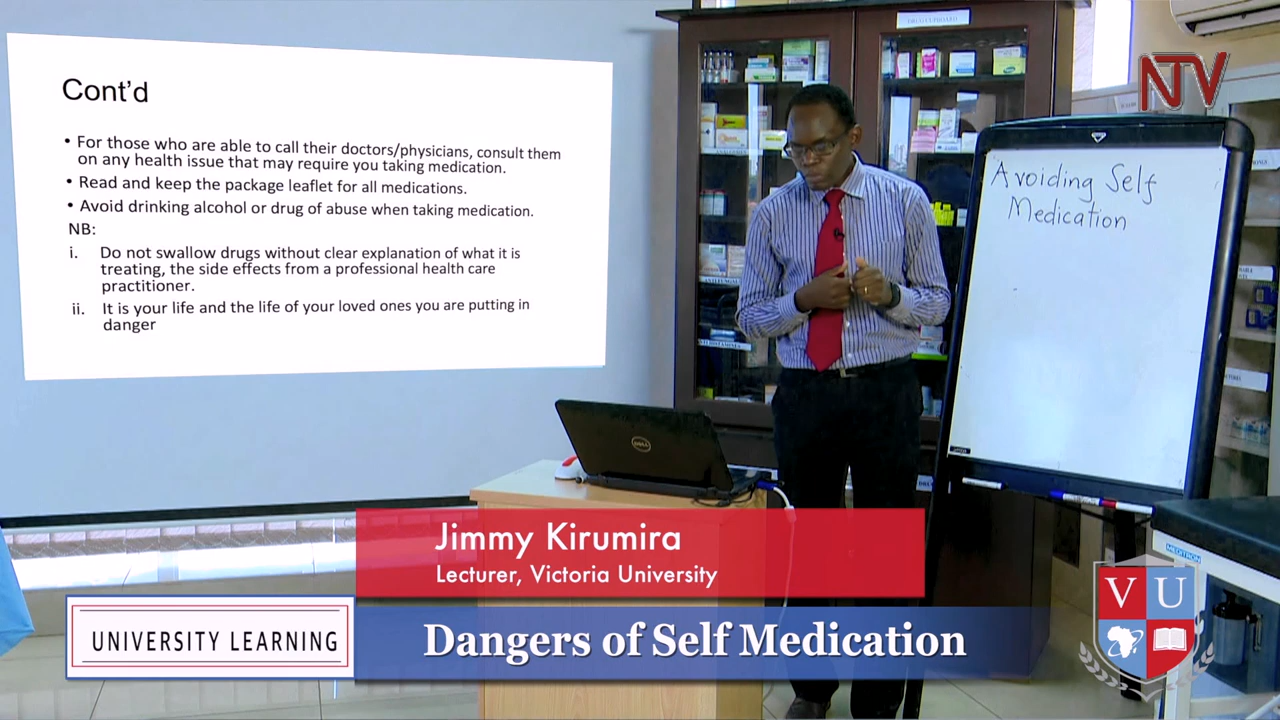 Cont'd
• For those who are able to call their doctors/physicians, consult them
on any health issue that may require you taking medication.
• Read and keep the package leaflet for all medications.
• Avoid drinking alcohol or drug of abuse when taking medication.
NB:
i. Do not swallow drugs without clear explanation of what it is
treating, the side effects from a professional health care
practitioner.
ii. It is your life and the life of your loved ones you are putting in
danger
DRUG CUPBOARD
NTV
Avoiding Self
Medication
DELL
Jimmy Kirumira
Lecturer, Victoria University
UNIVERSITY LEARNING
Dangers of Self Medication
MEDITRON
VU